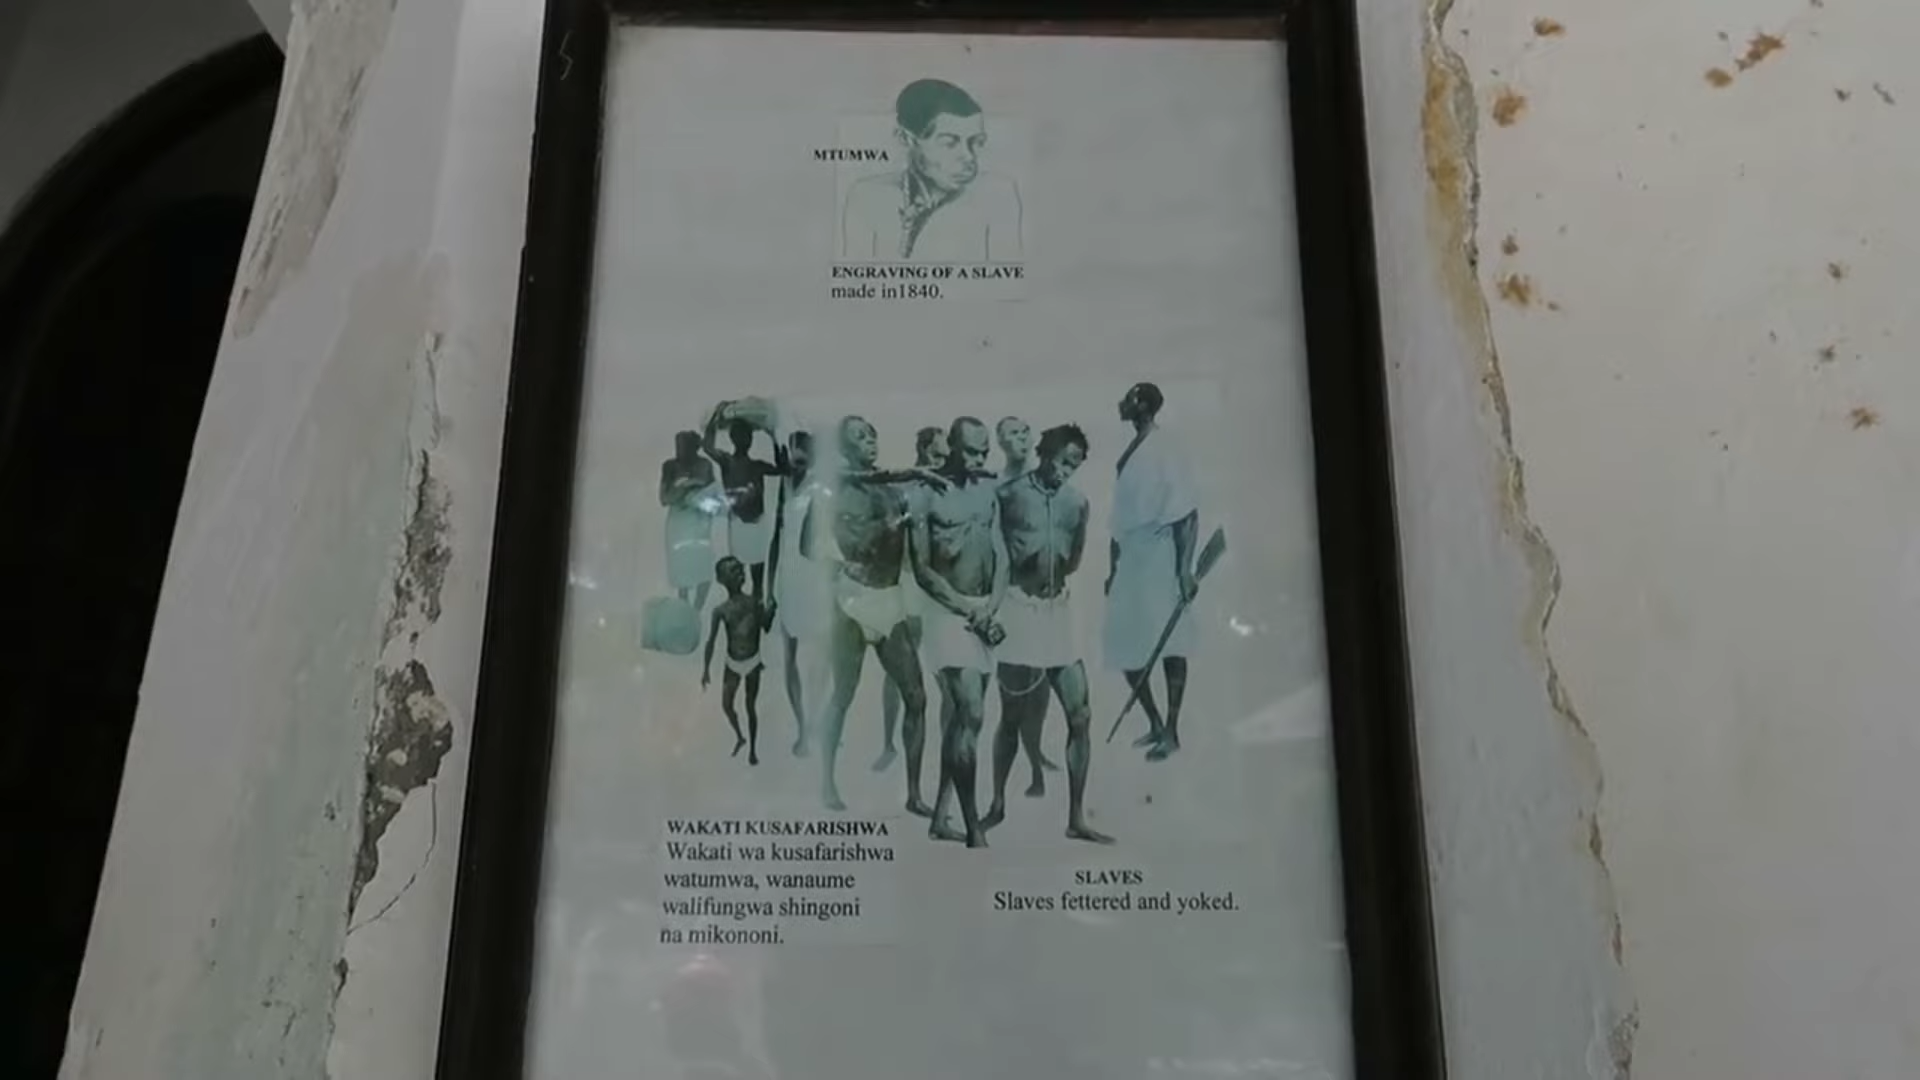 MTUMWA
ENGRAVING OF A SLAVE
made in1840.
WAKATI KUSAFARISHWA
Wakati wa kusafarishwa
watumwa, wanaume
walifungwa shingoni
na mikononi.
SLAVES
Slaves fettered and yoked.